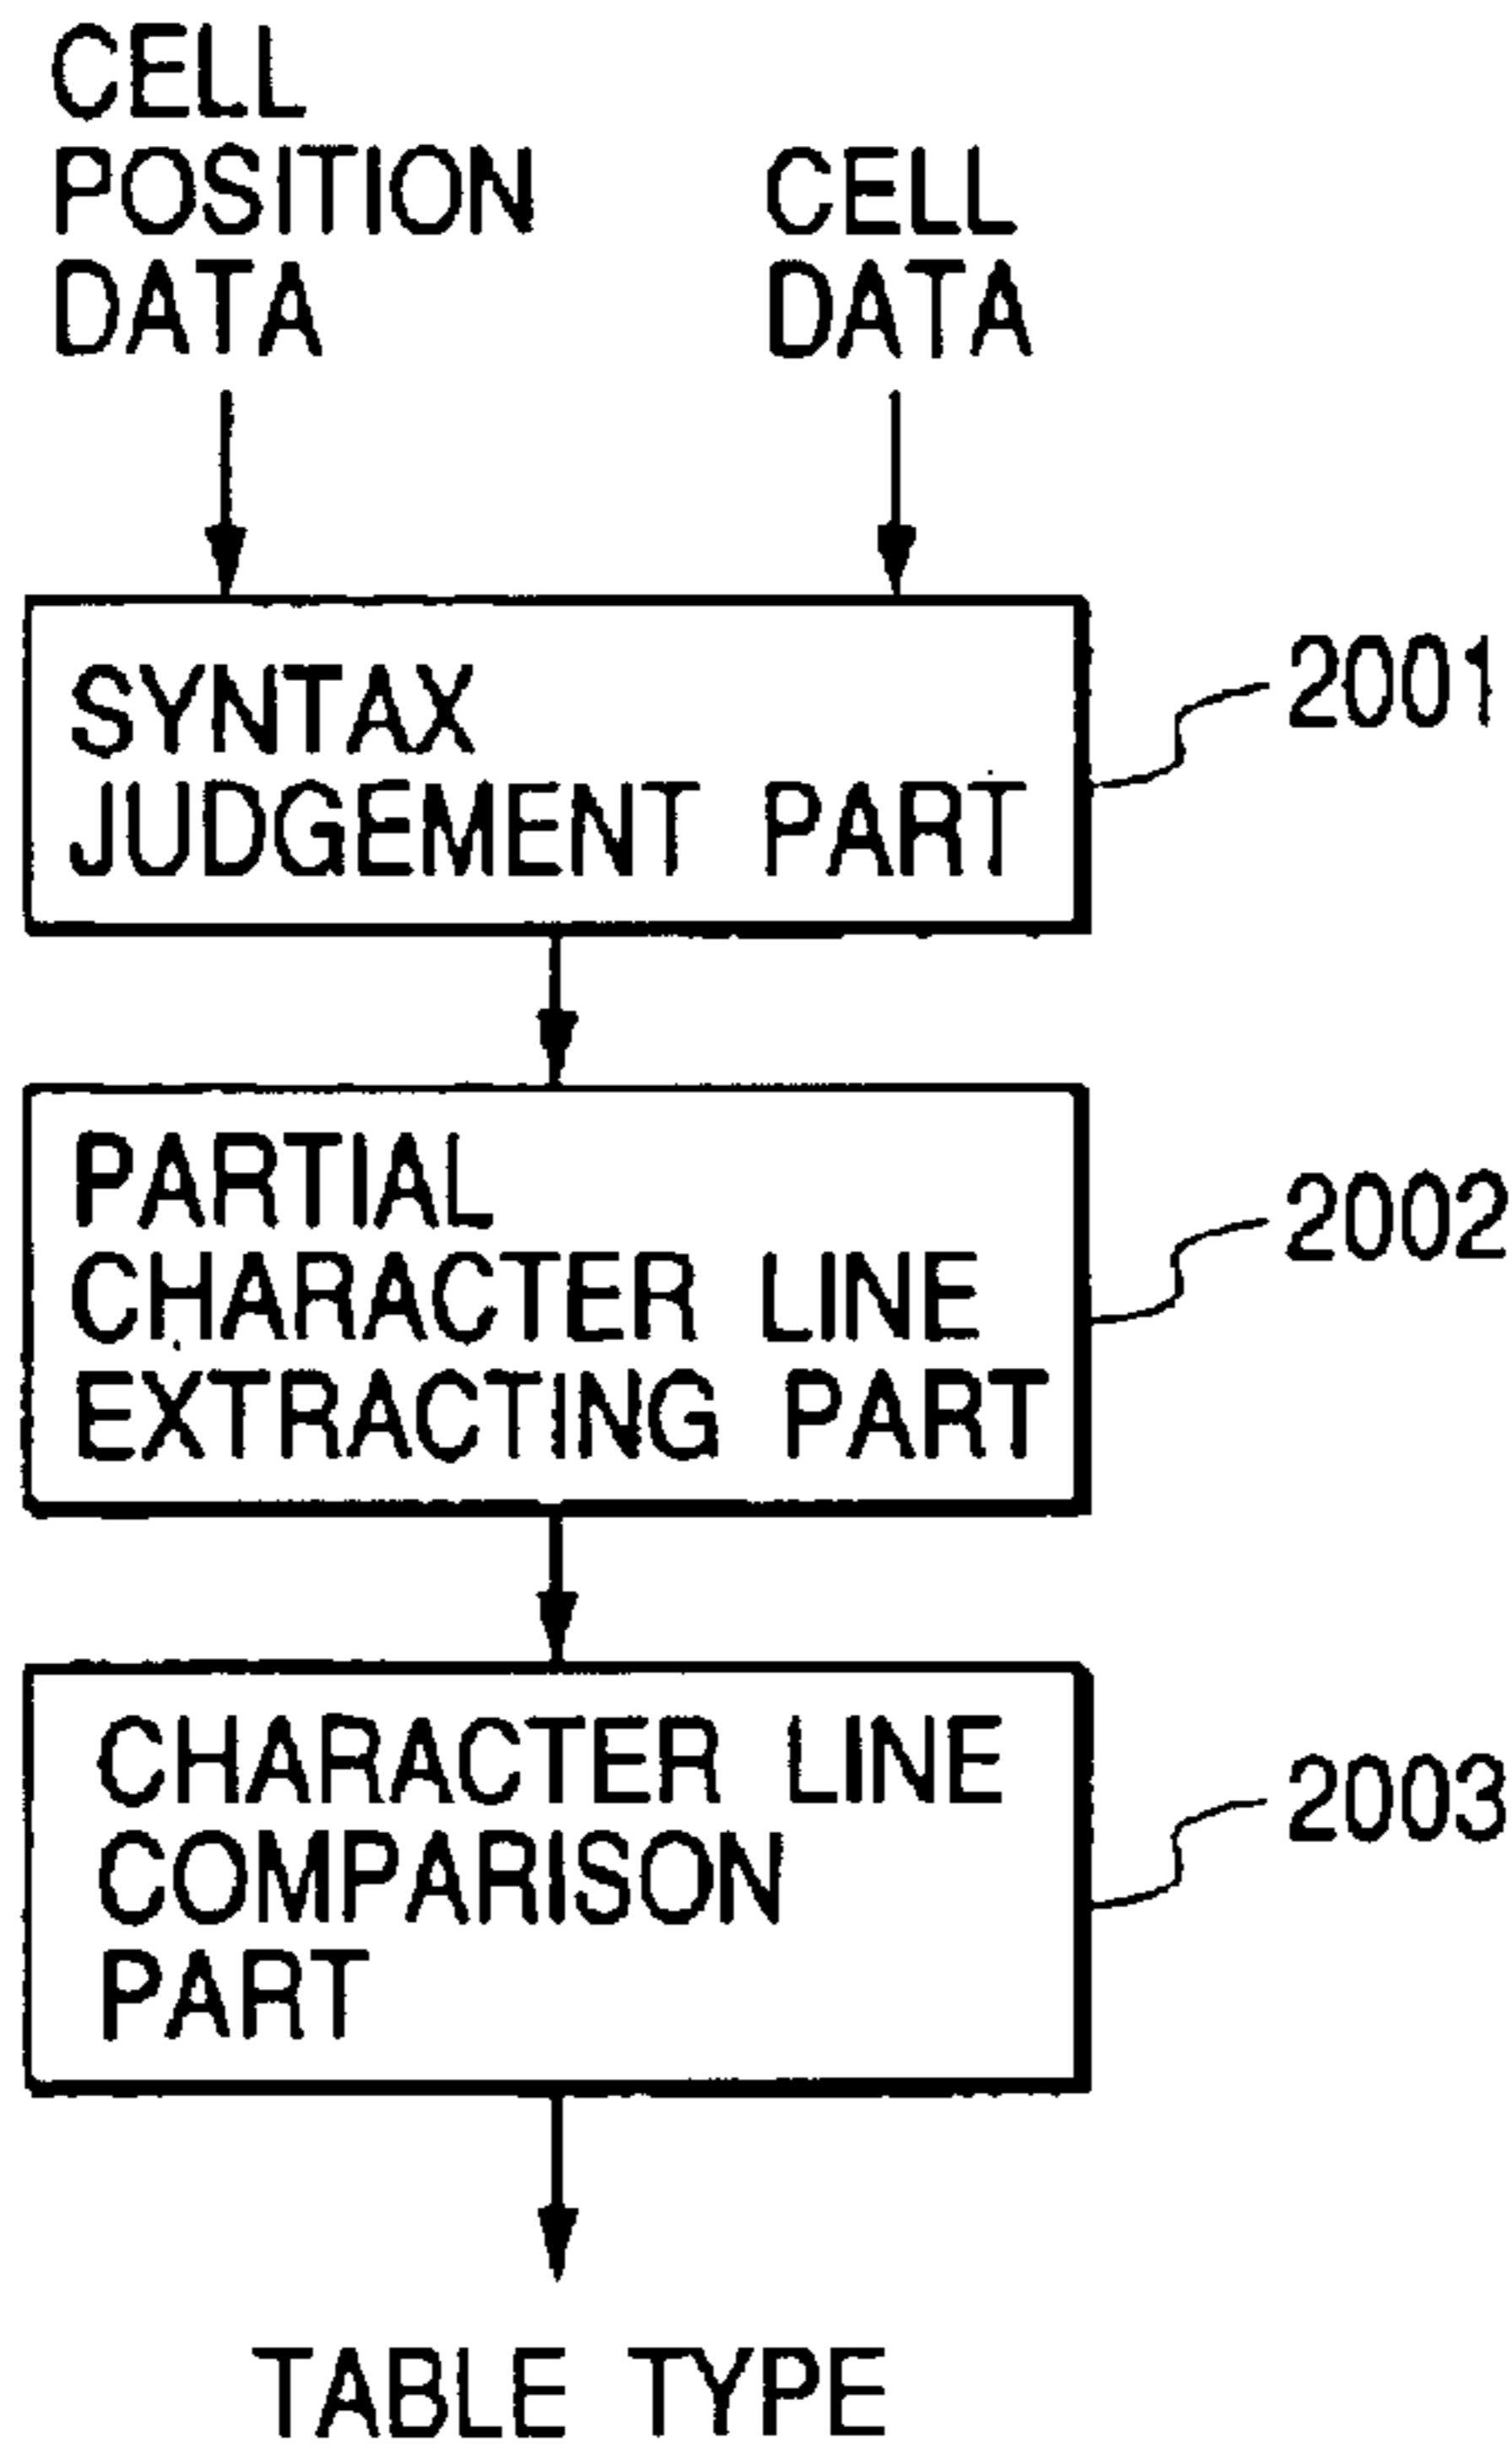 CELL
POSITION
DATA
CELL
DATA
SYNTAX
JUDGEMENT PART
2001
PARTIAL
CHARACTER LINE
EXTRACTING PART
2002
CHARACTER LINE
COMPARISON
PART
2003
TABLE TYPE